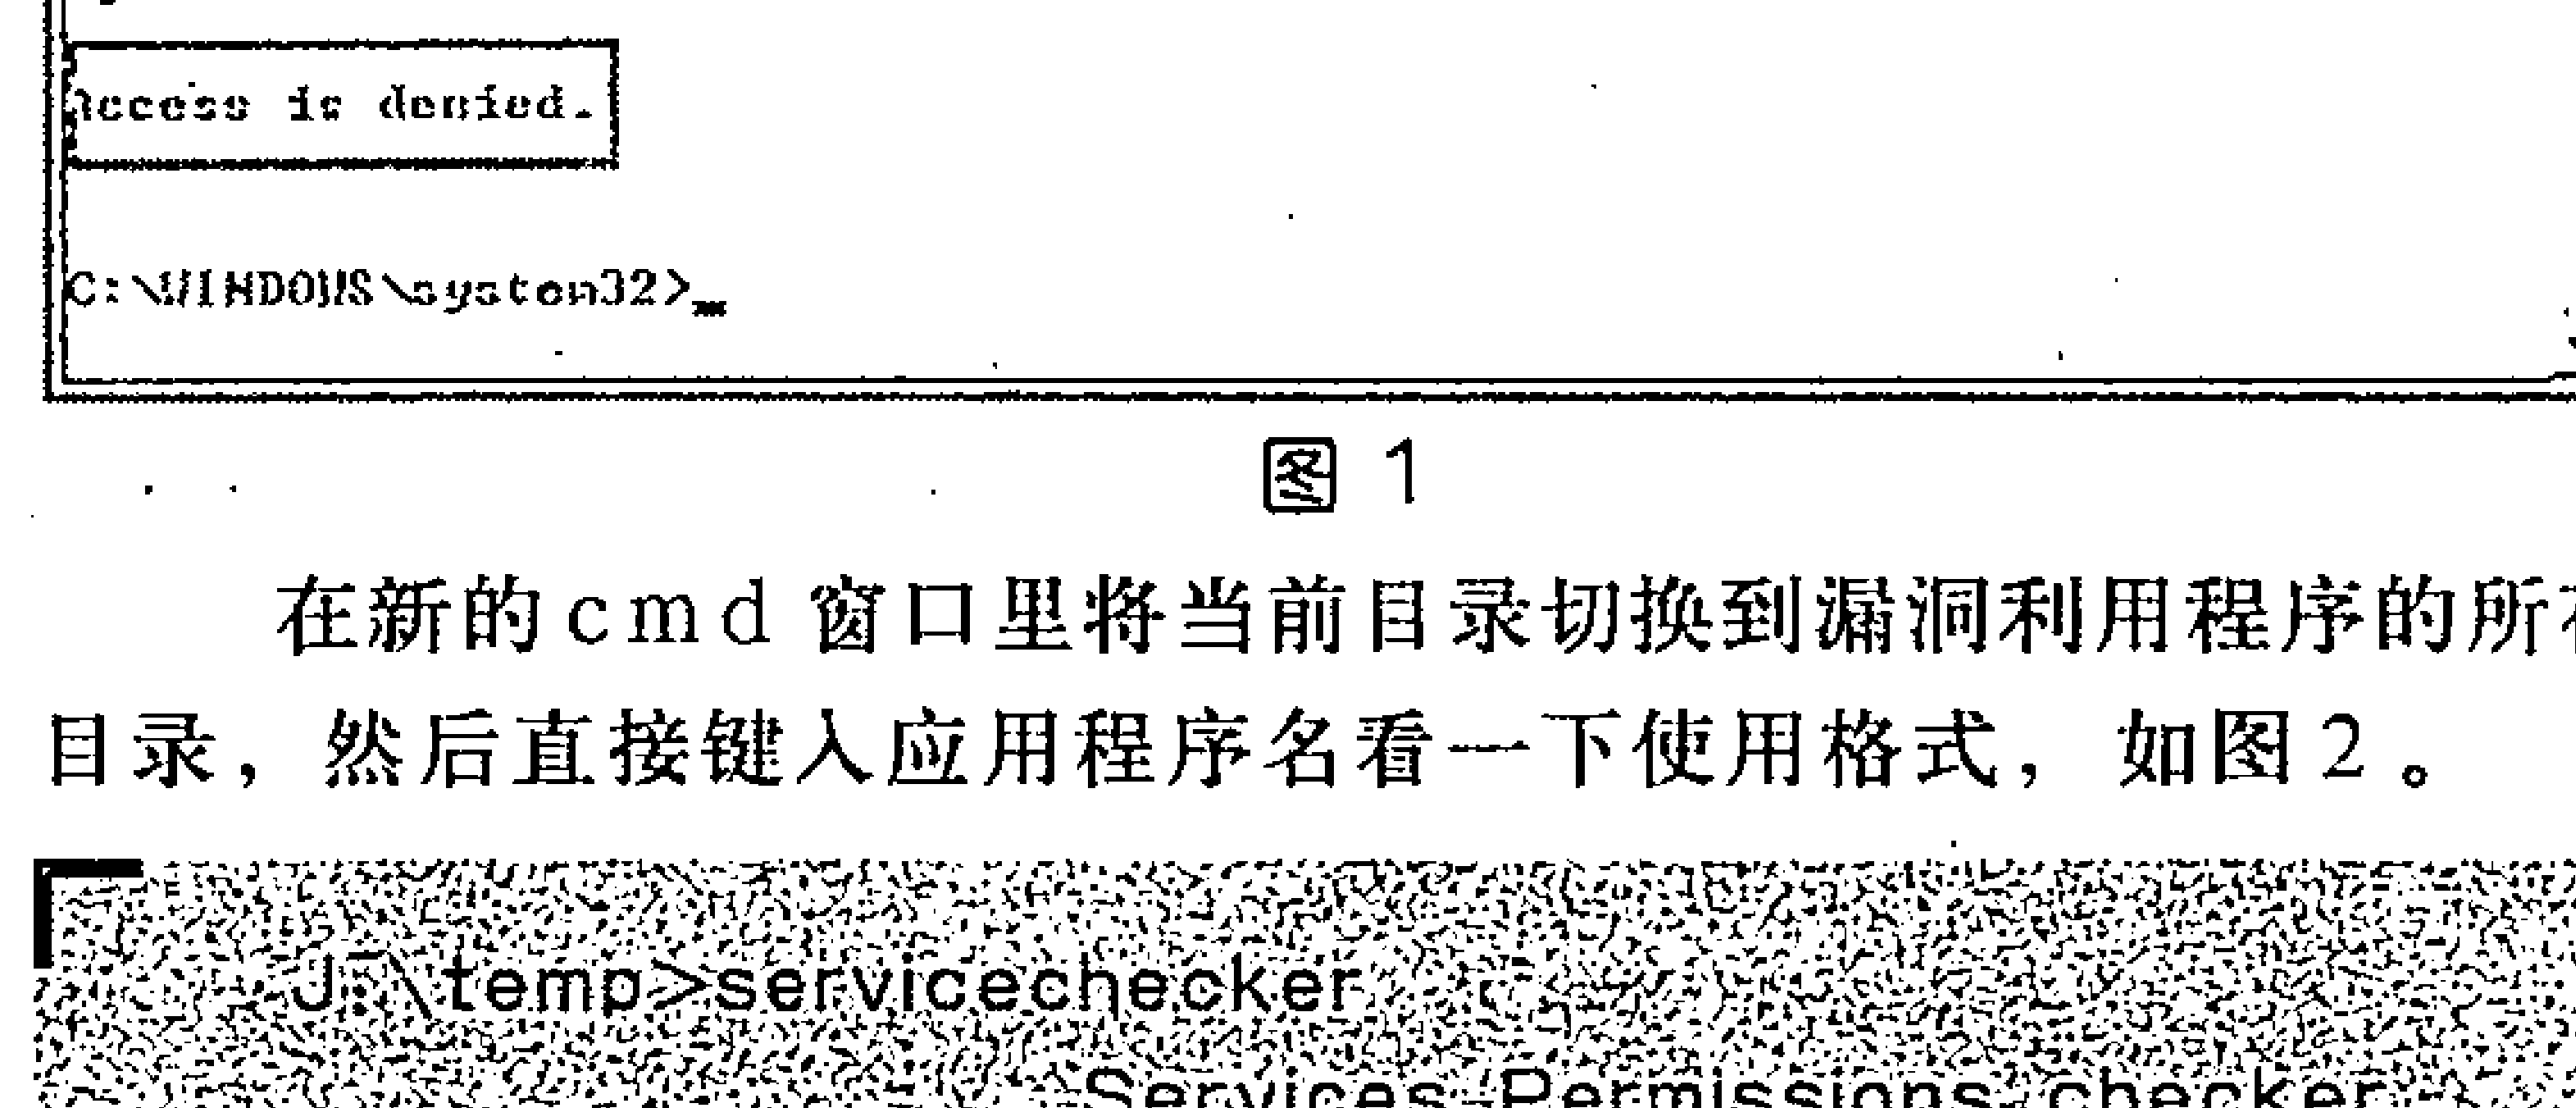 Access is denied.
C:\WINDOWS\system32>_
图 1
在新的cmd 窗口里将当前目录切换到漏洞利用程序的所在
目录，然后直接键入应用程序名看一下使用格式，如图2。
J:\temp>servicechecker
Services Permissions checker